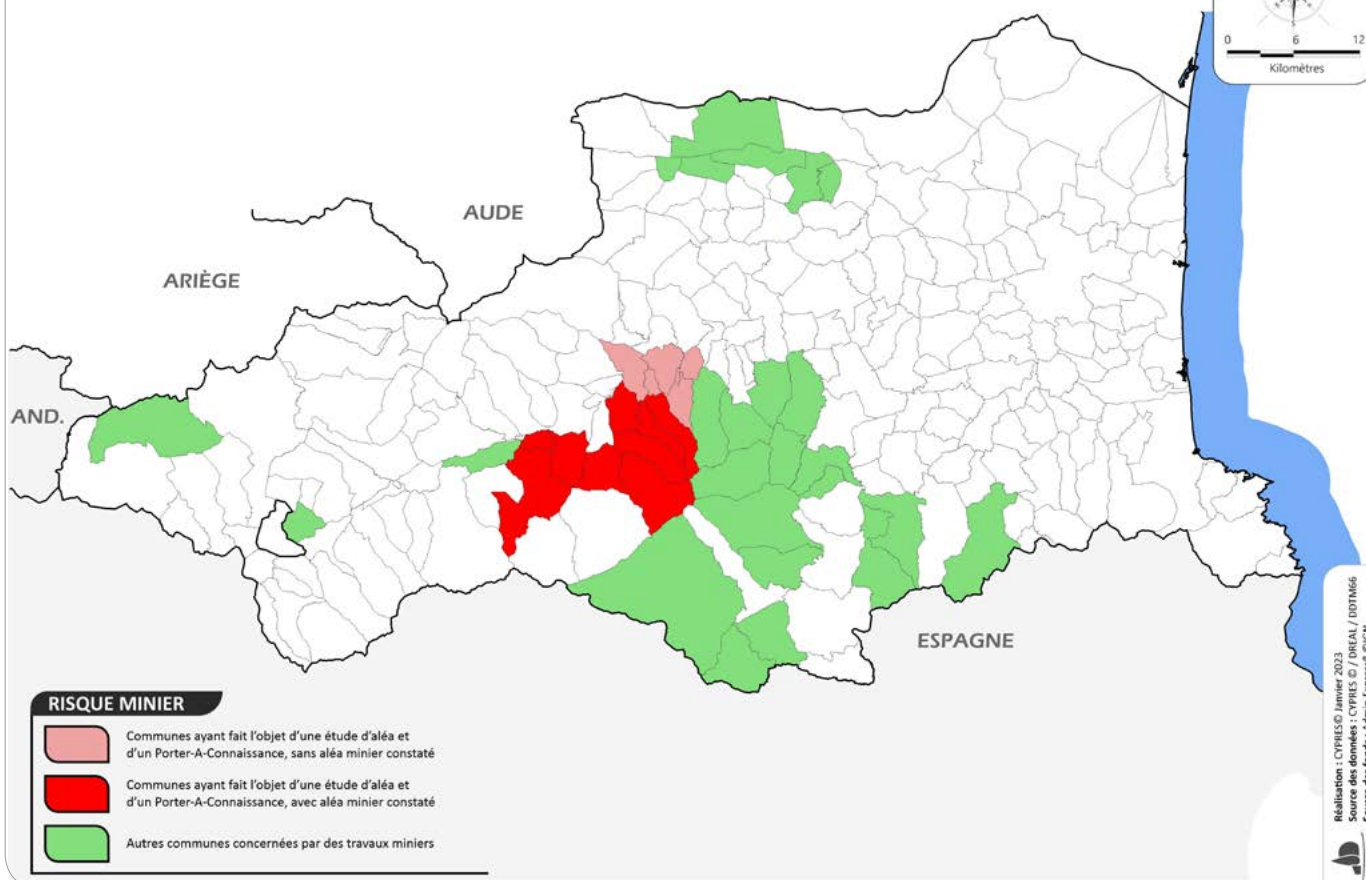 S
0 6 12
Kilomètres
AUDE
ARIÈGE
AND.
ESPAGNE
RISQUE MINIER
Communes ayant fait l'objet d'une étude d'aléa et
d'un Porter-A-Connaissance, sans aléa minier constaté
Communes ayant fait l'objet d'une étude d'aléa et
d'un Porter-A-Connaissance, avec aléa minier constaté
Autres communes concernées par des travaux miniers
Réalisation : CYPRES© Janvier 2023
Source des données : CYPRES © / DREAL / DDTM66